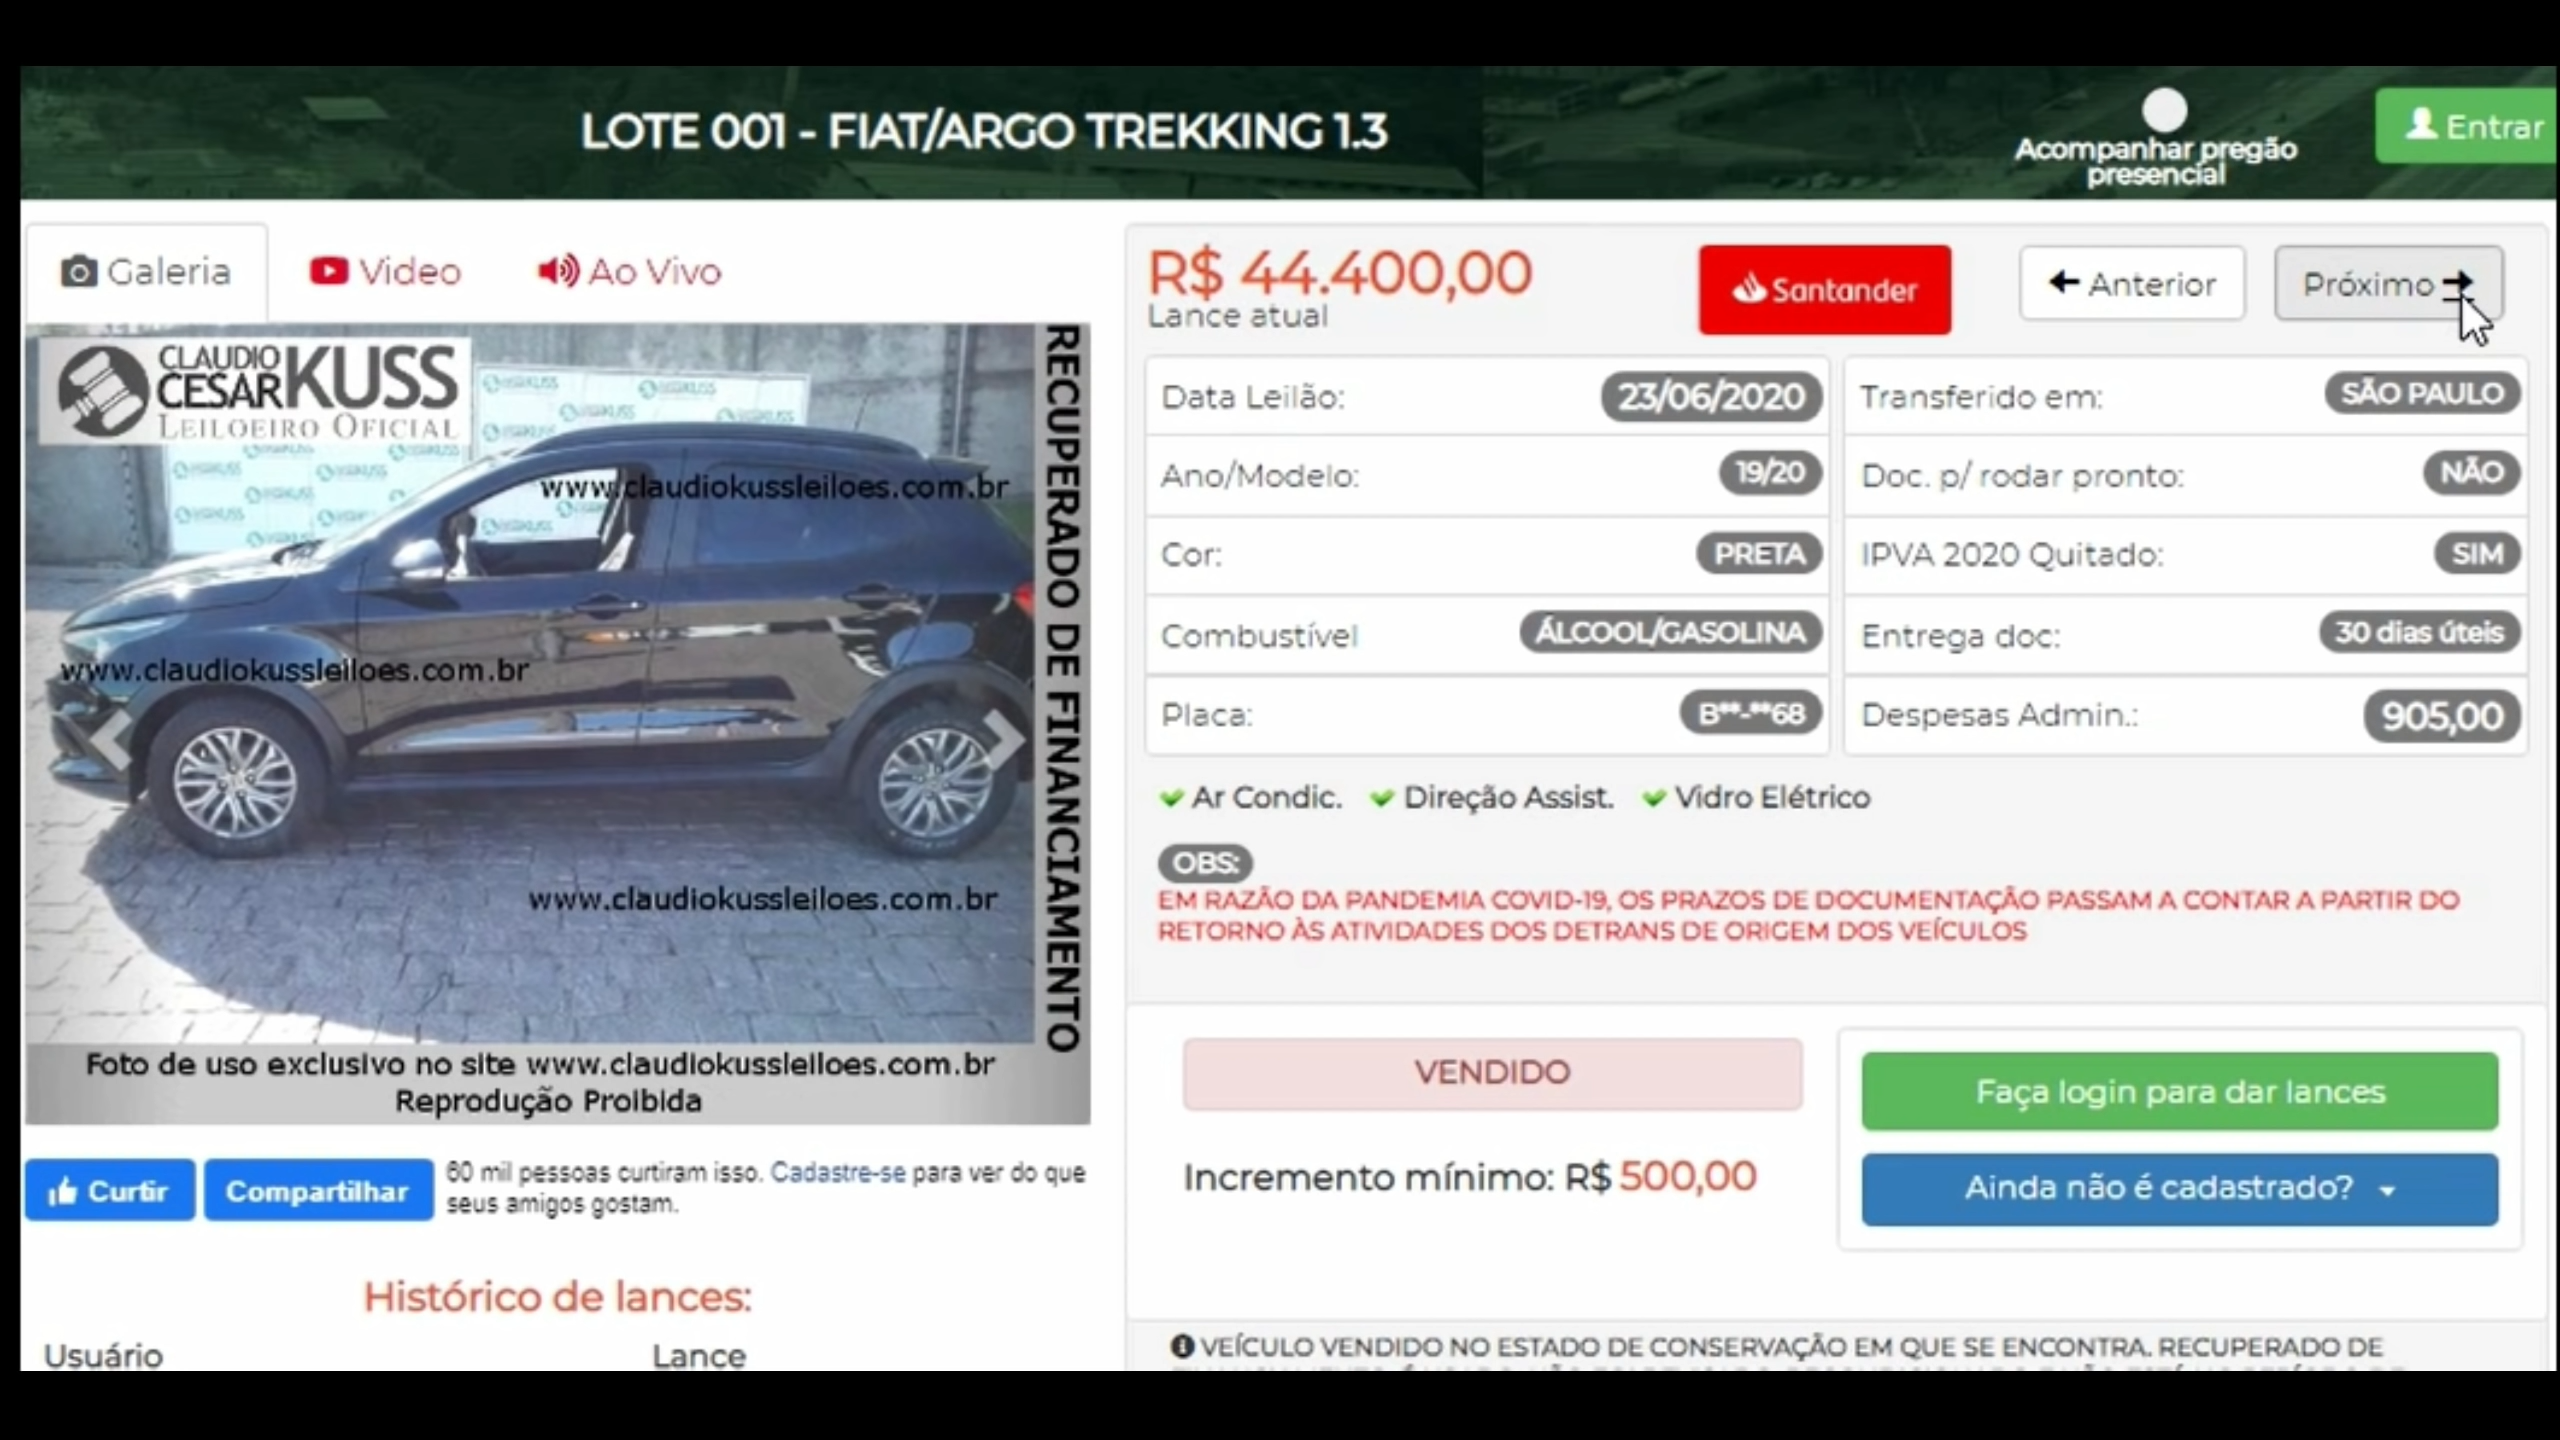 LOTE 001 - FIAT/ARGO TREKKING 1.3
Acompanhar pregão
presencial
Entrar
Galeria
Video
Ao Vivo
CLAUDIO
CESAR KUSS
LEILOEIRO OFICIAL
www.claudiokussleiloes.com.br
www.claudiokussleiloes.com.br
www.claudiokussleiloes.com.br
RECUPERADO DE FINANCIAMENTO
Foto de uso exclusivo no site www.claudiokussleiloes.com.br
Reprodução Proibida
Curtir
Compartilhar
60 mil pessoas curtiram isso. Cadastre-se para ver do que
seus amigos gostam.
Histórico de lances:
Usuário Lance
R$ 44.400,00
Lance atual
Santander
Anterior
Próximo
Data Leilão: 23/06/2020
Ano/Modelo: 19/20
Cor: PRETA
Combustível ÁLCOOL/GASOLINA
Placa: B**-**68
Transferido em: SÃO PAULO
Doc. p/ rodar pronto: NÃO
IPVA 2020 Quitado: SIM
Entrega doc: 30 dias úteis
Despesas Admin.: 905,00
Ar Condic. Direção Assist. Vidro Elétrico
OBS:
EM RAZÃO DA PANDEMIA COVID-19, OS PRAZOS DE DOCUMENTAÇÃO PASSAM A CONTAR A PARTIR DO
RETORNO ÀS ATIVIDADES DOS DETRANS DE ORIGEM DOS VEÍCULOS
VENDIDO
Incremento mínimo: R$ 500,00
Faça login para dar lances
Ainda não é cadastrado?
VEÍCULO VENDIDO NO ESTADO DE CONSERVAÇÃO EM QUE SE ENCONTRA. RECUPERADO DE